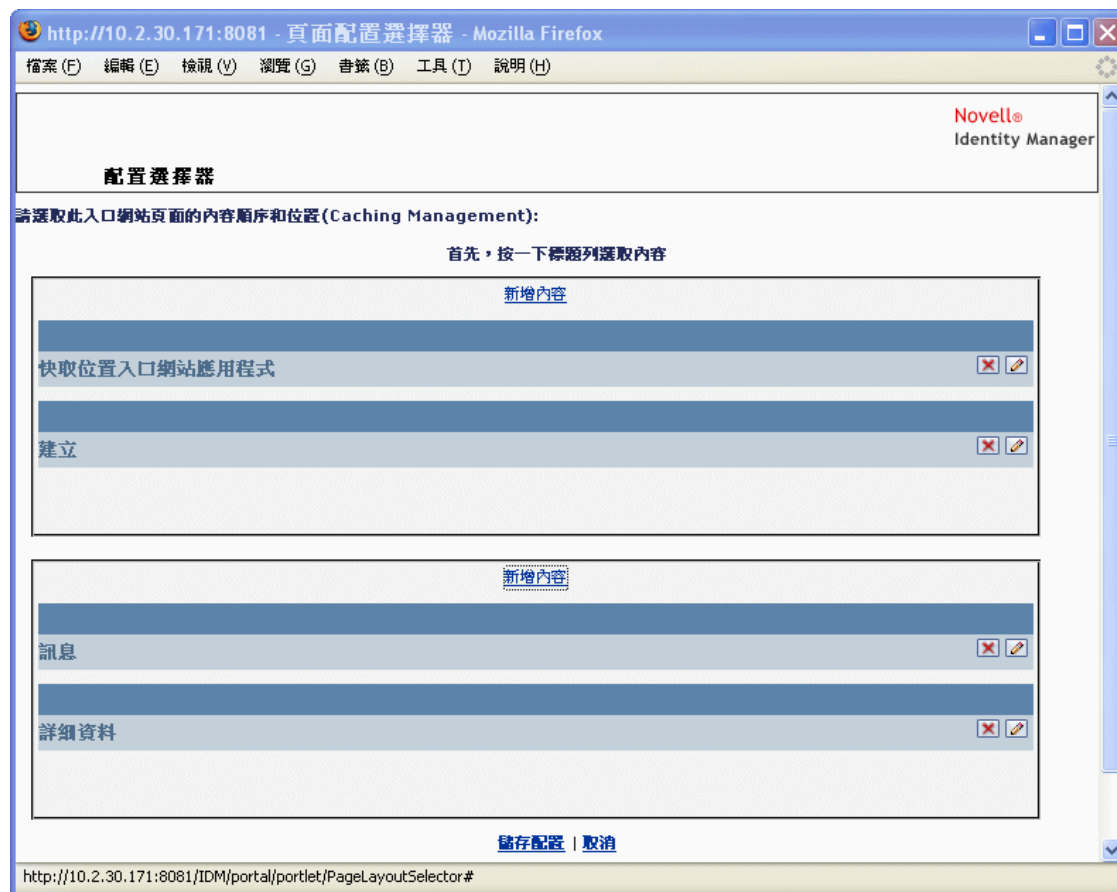 http://10.2.30.171:8081 - 頁面配置選擇器 - Mozilla Firefox
檔案(F) 編輯(E) 檢視(V) 瀏覽(G) 書籤(B) 工具(T) 說明(H)
Novell®
Identity Manager
配置選擇器
請選取此入口網站頁面的內容順序和位置(Caching Management):
首先，按一下標題列選取內容
新增內容
快取位置入口網站應用程式
建立
新增內容
訊息
詳細資料
儲存配置 | 取消
http://10.2.30.171:8081/IDM/portal/portlet/PageLayoutSelector#